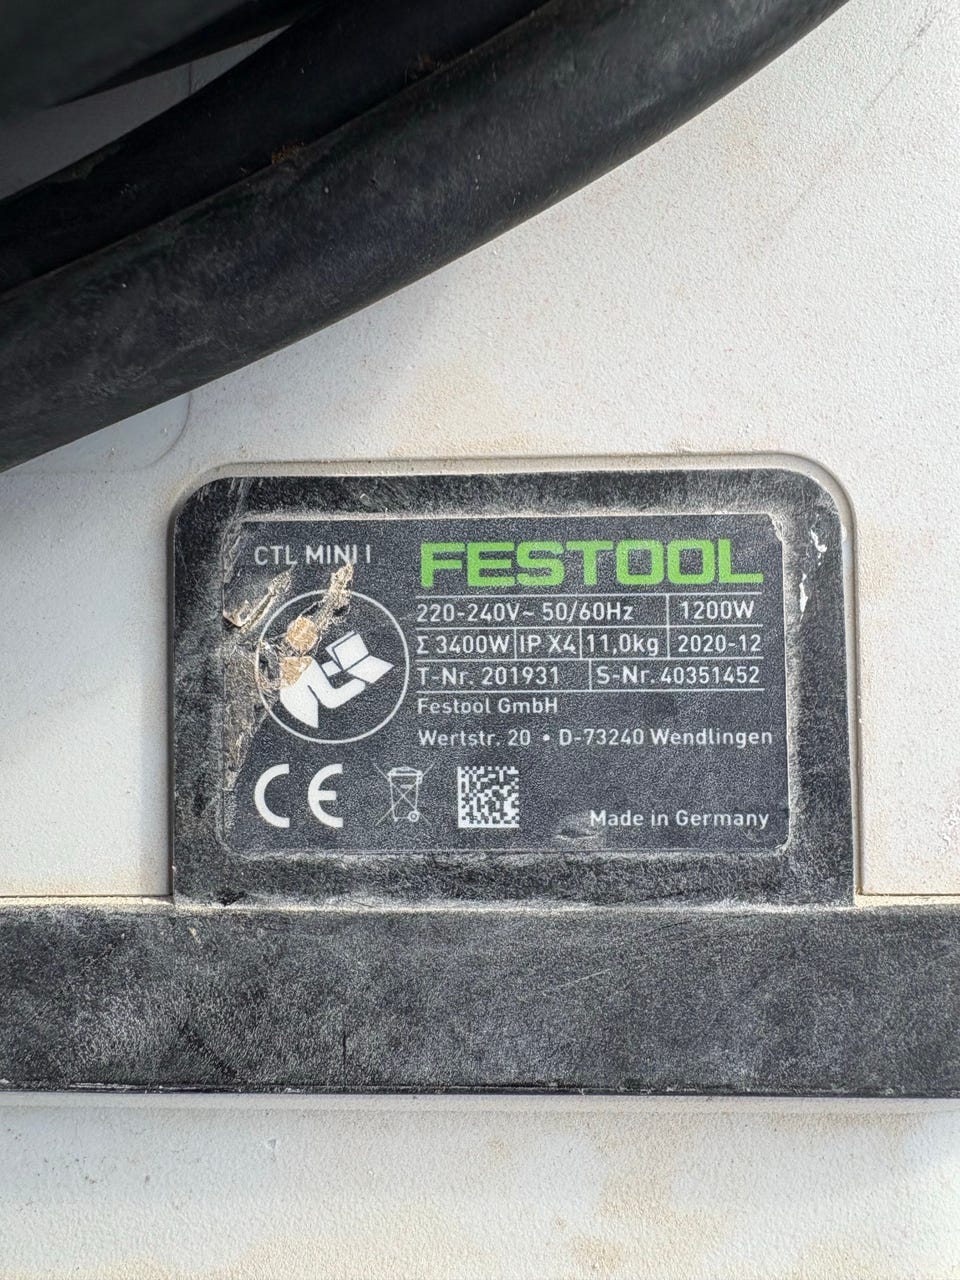 CTL MINI I
FESTOOL
220-240V~ 50/60Hz 1200W
Σ 3400W IP X4 11,0kg 2020-12
T-Nr. 201931 S-Nr. 40351452
Festool GmbH
Wertstr. 20 • D-73240 Wendlingen
CE
Made in Germany